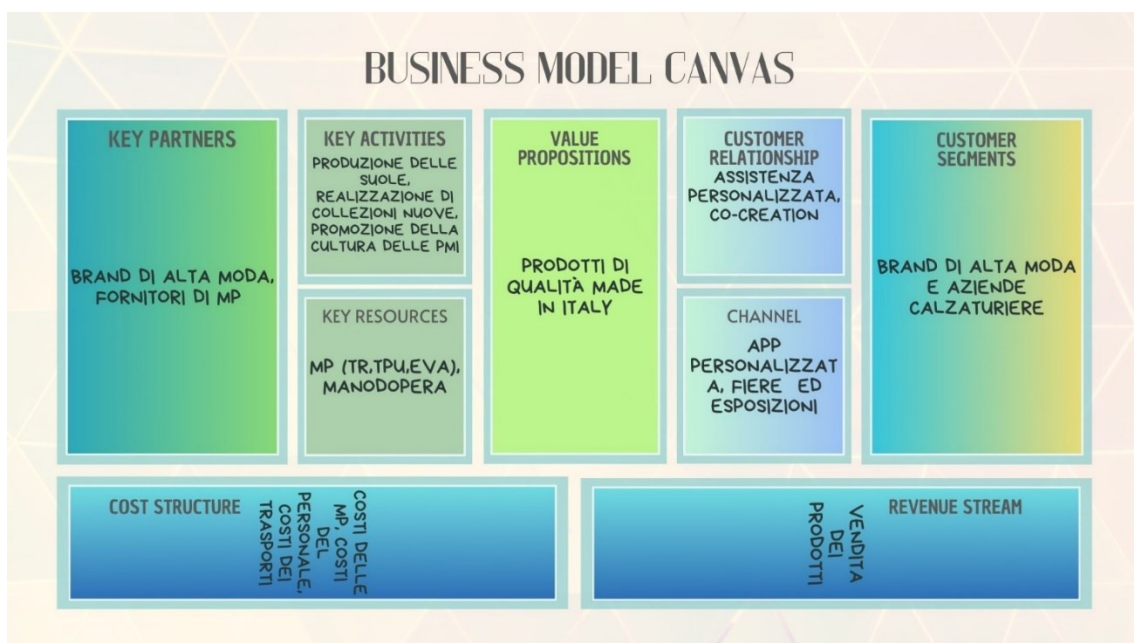 BUSINESS MODEL CANVAS
KEY PARTNERS
BRAND DI ALTA MODA,
FORNITORI DI MP
KEY ACTIVITIES
PRODUZIONE DELLE
SUOLE,
REALIZZAZIONE DI
COLLEZIONI NUOVE,
PROMOZIONE DELLA
CULTURA DELLE PMI
KEY RESOURCES
MP (TR,TPU,EVA),
MANODOPERA
VALUE
PROPOSITIONS
PRODOTTI DI
QUALITÀ MADE
IN ITALY
CUSTOMER
RELATIONSHIP
ASSISTENZA
PERSONALIZZATA,
CO-CREATION
CHANNEL
APP
PERSONALIZZAT
A, FIERE ED
ESPOSIZIONI
CUSTOMER
SEGMENTS
BRAND DI ALTA MODA
E AZIENDE
CALZATURIERE
COST STRUCTURE
COSTI DELLE
MP, COSTI
DEL
PERSONALE,
COSTI DEI
TRASPORTI
REVENUE STREAM
VENDITA
DEI
PRODOTTI